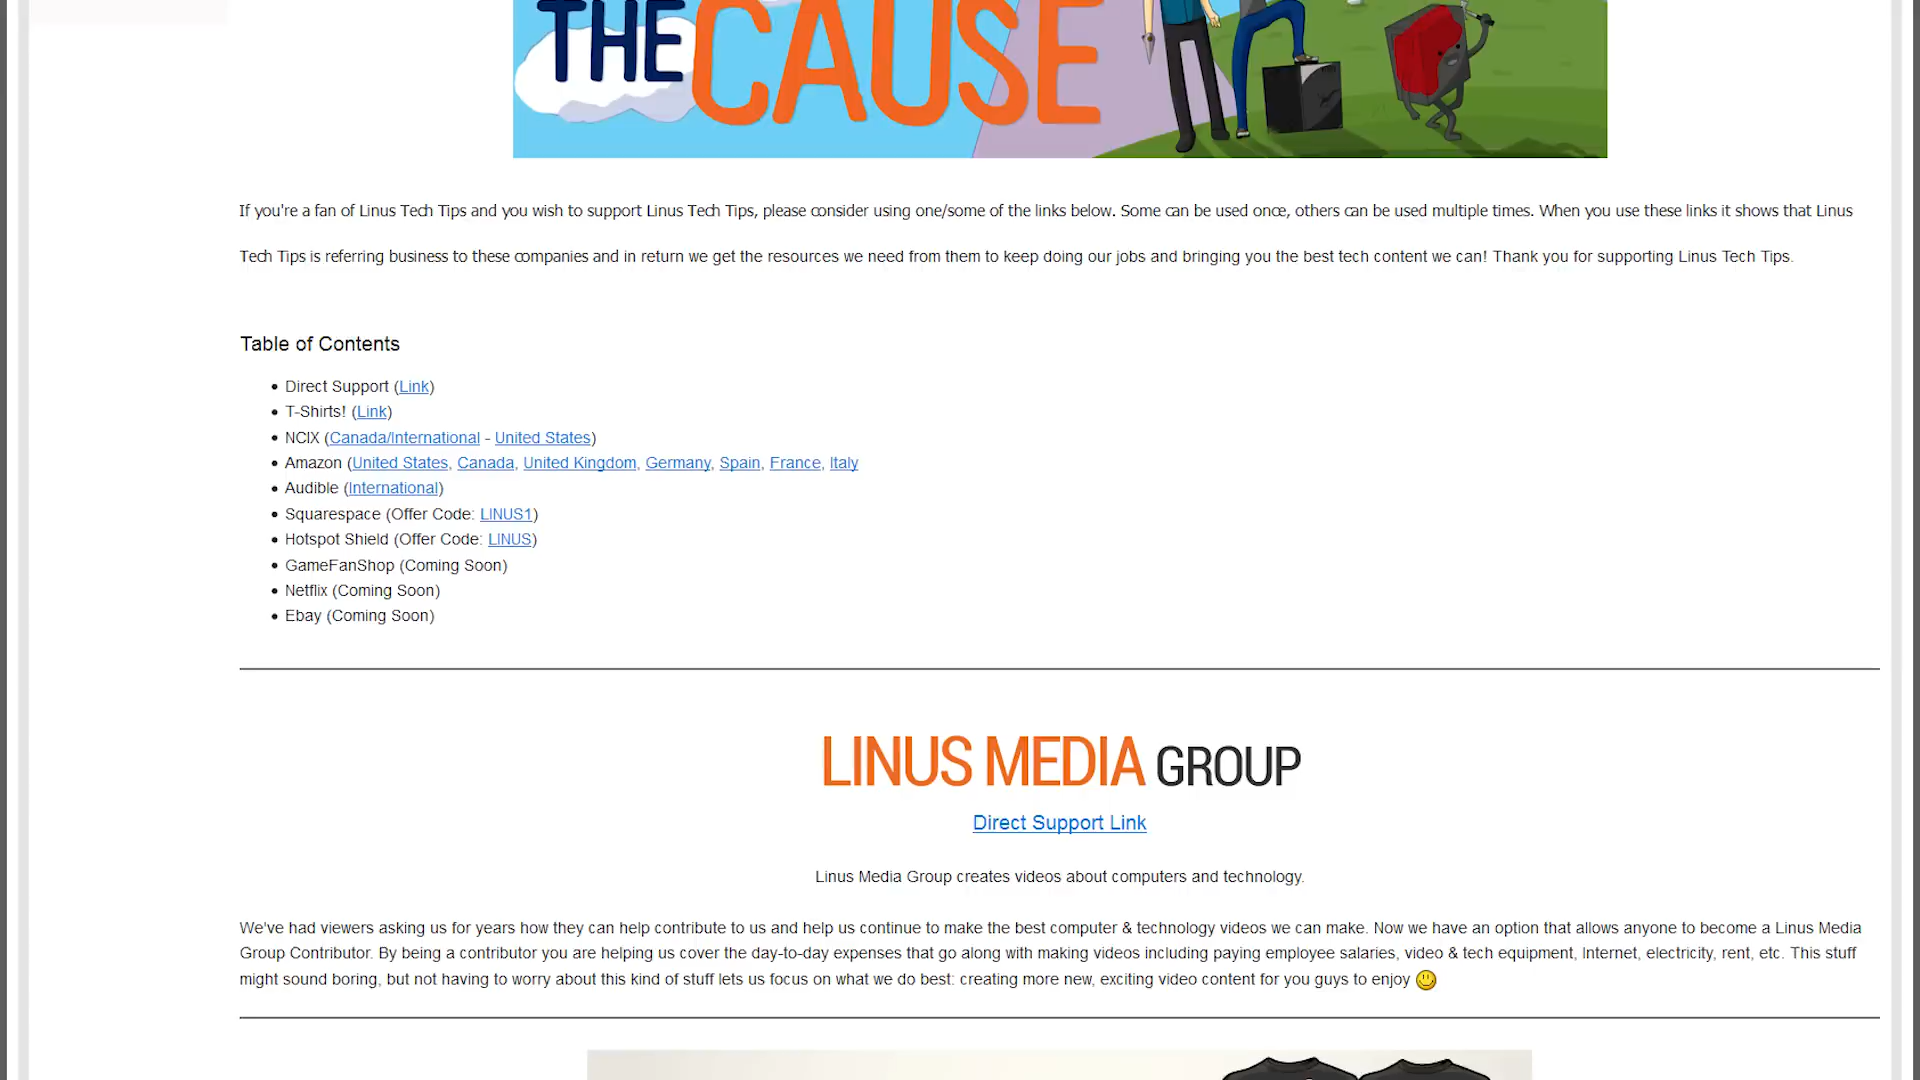 THE CAUSE
If you're a fan of Linus Tech Tips and you wish to support Linus Tech Tips, please consider using one/some of the links below. Some can be used once, others can be used multiple times. When you use these links it shows that Linus
Tech Tips is referring business to these companies and in return we get the resources we need from them to keep doing our jobs and bringing you the best tech content we can! Thank you for supporting Linus Tech Tips.
Table of Contents
• Direct Support (Link)
• T-Shirts! (Link)
• NCIX (Canada/International - United States)
• Amazon (United States, Canada, United Kingdom, Germany, Spain, France, Italy
• Audible (International)
• Squarespace (Offer Code: LINUS1)
• Hotspot Shield (Offer Code: LINUS)
• GameFanShop (Coming Soon)
• Netflix (Coming Soon)
• Ebay (Coming Soon)
LINUS MEDIA GROUP
Direct Support Link
Linus Media Group creates videos about computers and technology.
We've had viewers asking us for years how they can help contribute to us and help us continue to make the best computer & technology videos we can make. Now we have an option that allows anyone to become a Linus Media
Group Contributor. By being a contributor you are helping us cover the day-to-day expenses that go along with making videos including paying employee salaries, video & tech equipment, Internet, electricity, rent, etc. This stuff
might sound boring, but not having to worry about this kind of stuff lets us focus on what we do best: creating more new, exciting video content for you guys to enjoy